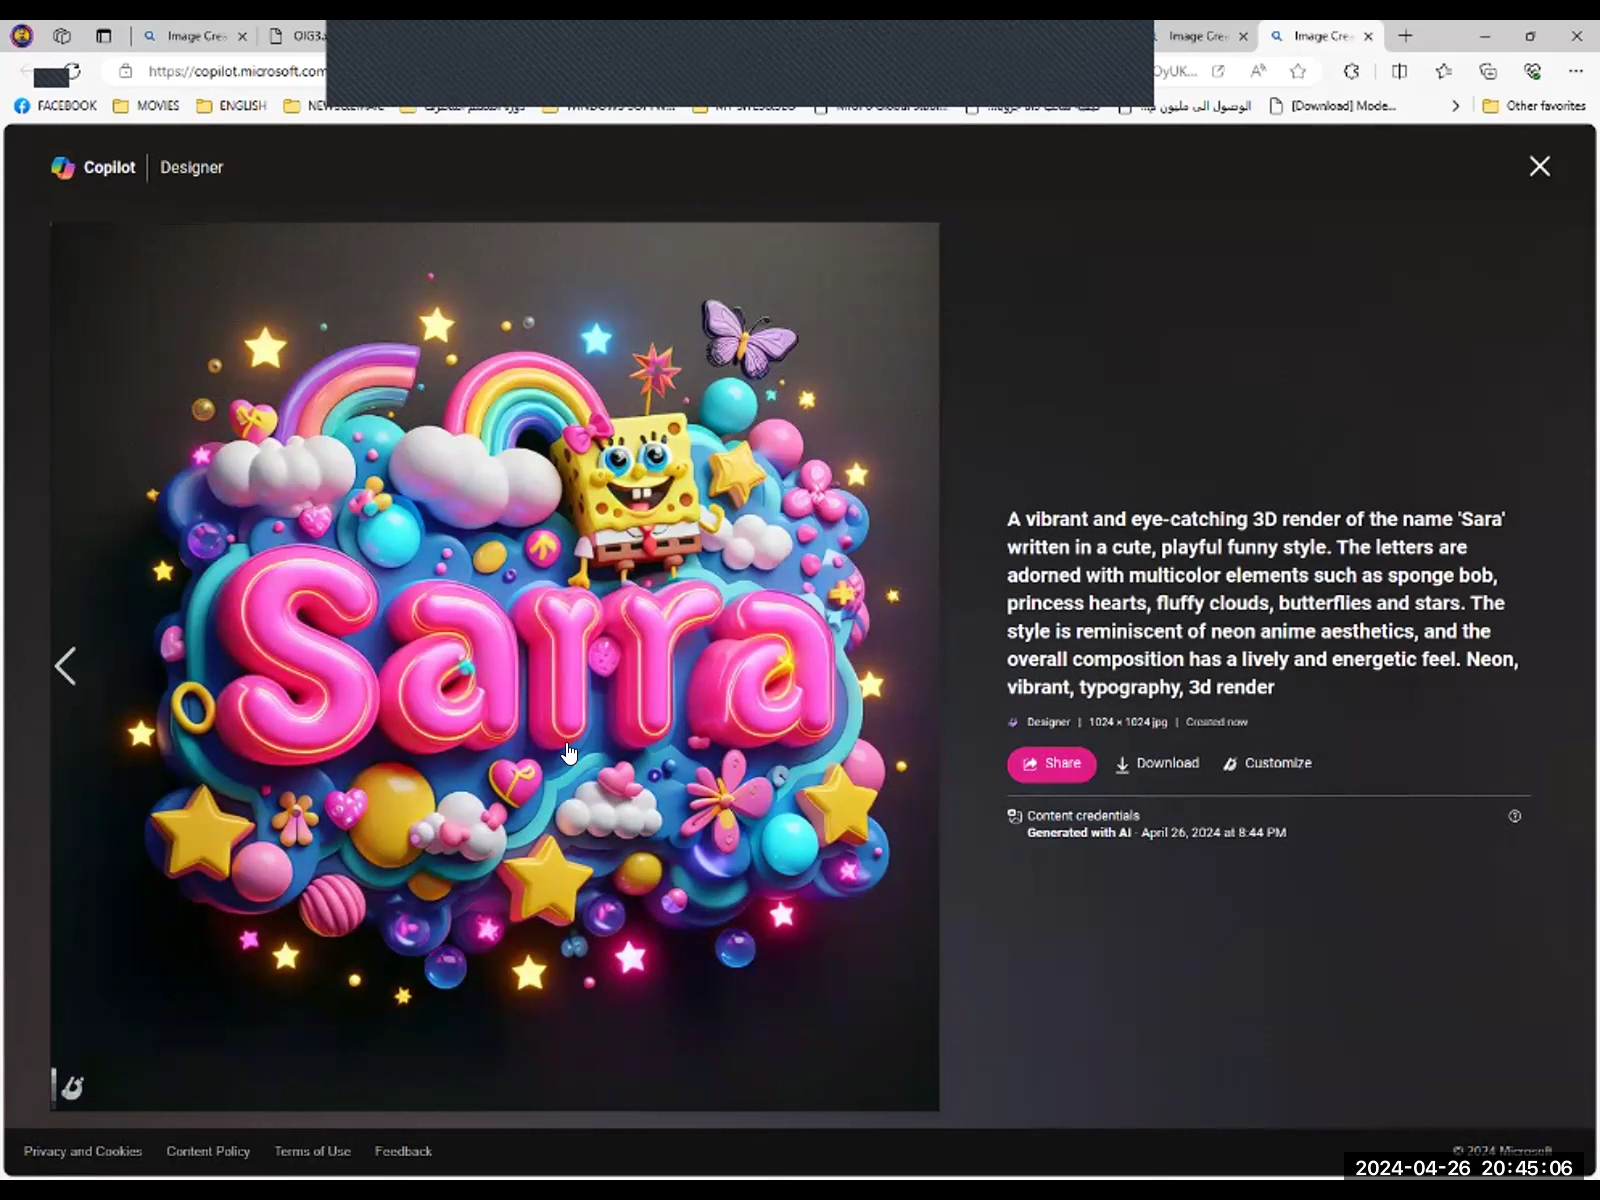 Image Cre
OIG3.
Image Cre
Image Cre
https://copilot.microsoft.com
OyUK...
FACEBOOK
MOVIES
ENGLISH
الوصول الى مليون
[Download] Mode...
Other favorites
Copilot | Designer
Sarra
A vibrant and eye-catching 3D render of the name 'Sara'
written in a cute, playful funny style. The letters are
adorned with multicolor elements such as sponge bob,
princess hearts, fluffy clouds, butterflies and stars. The
style is reminiscent of neon anime aesthetics, and the
overall composition has a lively and energetic feel. Neon,
vibrant, typography, 3d render
Designer | 1024 × 1024 jpg | Created now
Share
Download
Customize
Content credentials
Generated with AI · April 26, 2024 at 8:44 PM
Privacy and Cookies
Content Policy
Terms of Use
Feedback
© 2024 Microsoft
2024-04-26 20:45:06